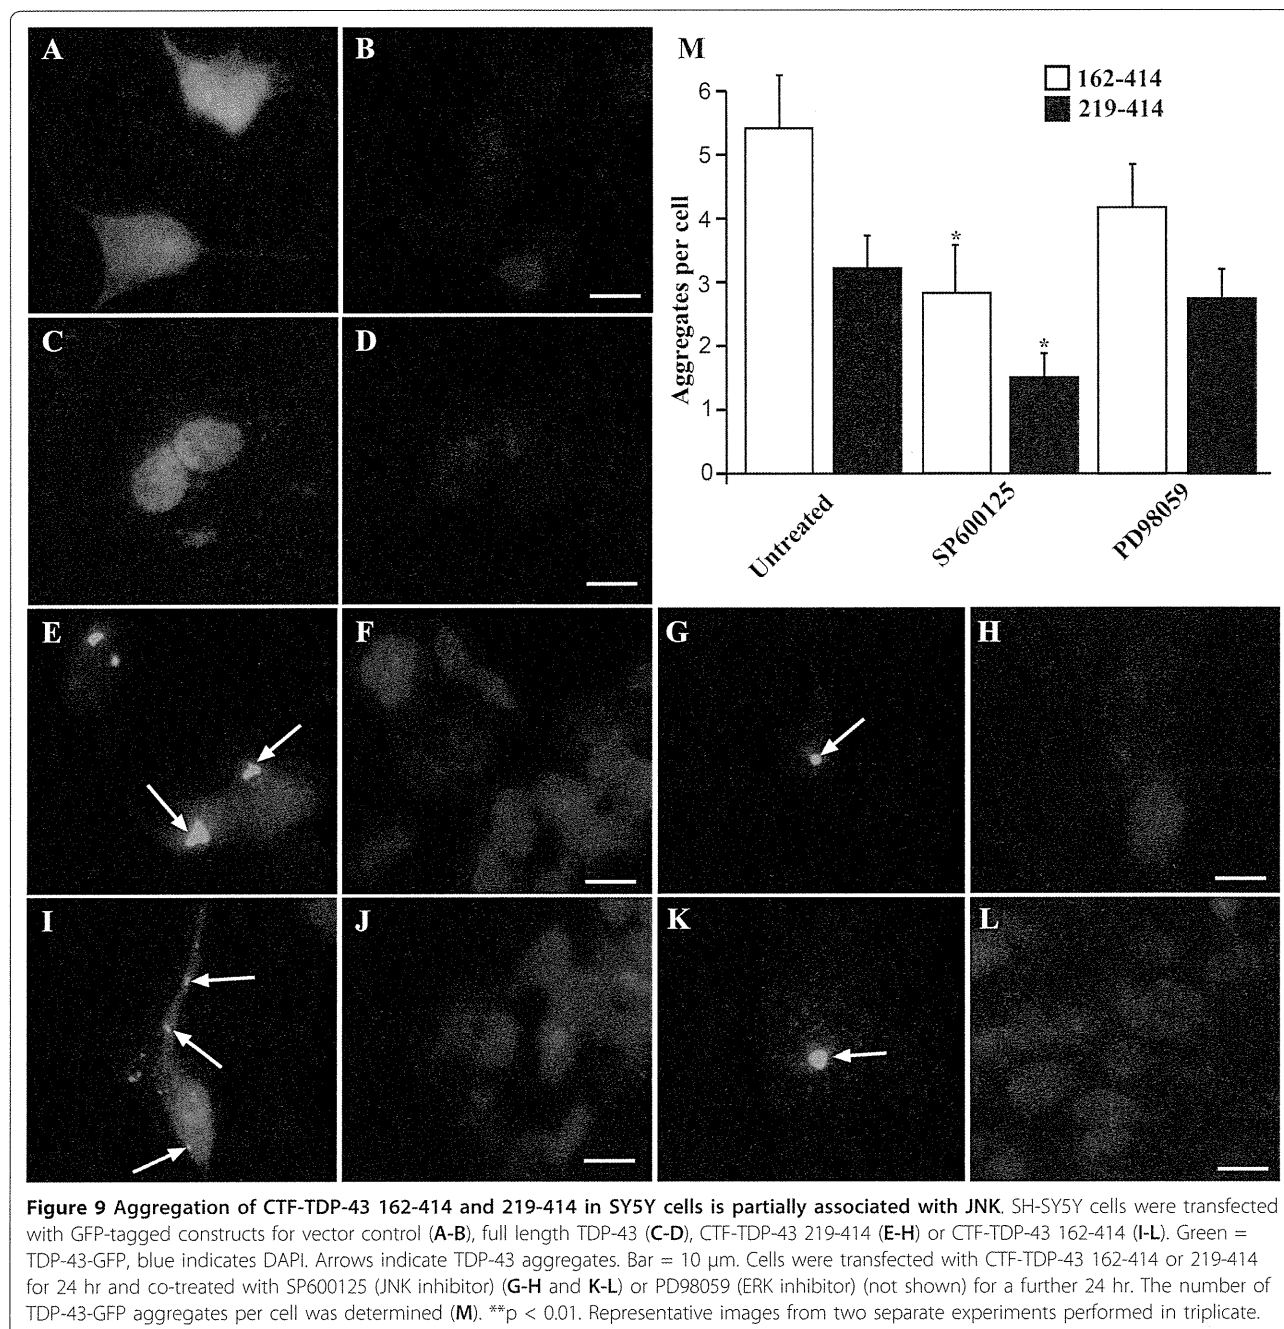 A
B
M
162-414
219-414
6
5
4
3
2
1
0
Aggregates per cell
*
*
Untreated
SP600125
PD98059
C
D
E
F
G
H
I
J
K
L
Figure 9 Aggregation of CTF-TDP-43 162-414 and 219-414 in SY5Y cells is partially associated with JNK. SH-SY5Y cells were transfected
with GFP-tagged constructs for vector control (A-B), full length TDP-43 (C-D), CTF-TDP-43 219-414 (E-H) or CTF-TDP-43 162-414 (I-L). Green =
TDP-43-GFP, blue indicates DAPI. Arrows indicate TDP-43 aggregates. Bar = 10 μm. Cells were transfected with CTF-TDP-43 162-414 or 219-414
for 24 hr and co-treated with SP600125 (JNK inhibitor) (G-H and K-L) or PD98059 (ERK inhibitor) (not shown) for a further 24 hr. The number of
TDP-43-GFP aggregates per cell was determined (M). **p < 0.01. Representative images from two separate experiments performed in triplicate.